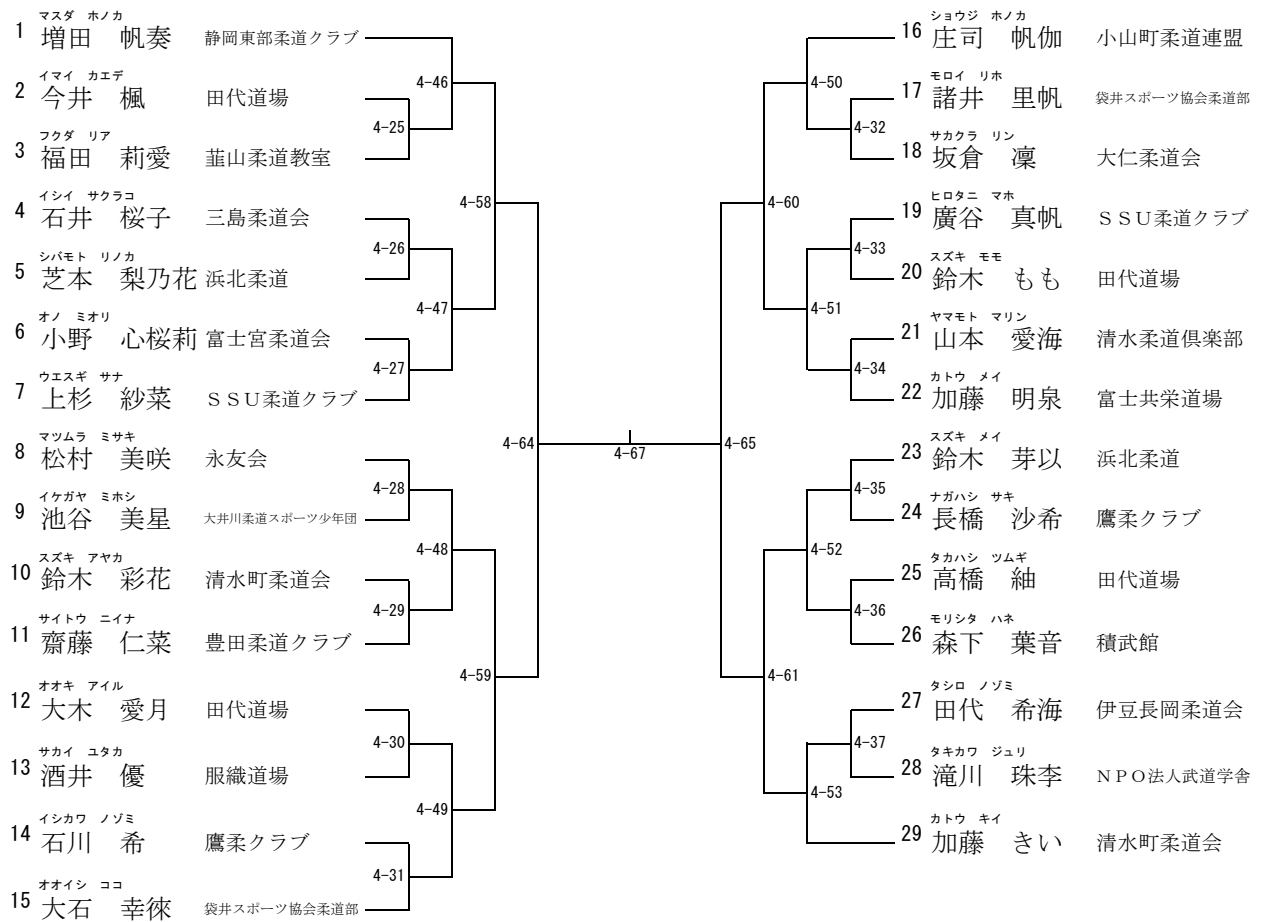 マスダ ホノカ
1 増田 帆奏 静岡東部柔道クラブ
イマイ カエデ
2 今井 楓 田代道場
フクダ リア
3 福田 莉愛 韮山柔道教室
イシイ サクラコ
4 石井 桜子 三島柔道会
シバモト リノカ
5 芝本 梨乃花 浜北柔道
オノ ミオリ
6 小野 心桜莉 富士宮柔道会
ウエスギ サナ
7 上杉 紗菜 ＳＳＵ柔道クラブ
マツムラ ミサキ
8 松村 美咲 永友会
イケガヤ ミホシ
9 池谷 美星 大井川柔道スポーツ少年団
スズキ アヤカ
10 鈴木 彩花 清水町柔道会
サイトウ ニイナ
11 齋藤 仁菜 豊田柔道クラブ
オオキ アイル
12 大木 愛月 田代道場
サカイ ユタカ
13 酒井 優 服織道場
イシカワ ノゾミ
14 石川 希 鷹柔クラブ
オオイシ ココ
15 大石 幸徠 袋井スポーツ協会柔道部
4-25
4-26
4-27
4-28
4-29
4-30
4-31
4-46
4-47
4-48
4-49
4-58
4-59
4-64
4-67
4-65
4-60
4-61
4-50
4-51
4-52
4-53
4-32
4-33
4-34
4-35
4-36
4-37
ショウジ ホノカ
16 庄司 帆伽 小山町柔道連盟
モロイ リホ
17 諸井 里帆 袋井スポーツ協会柔道部
サカクラ リン
18 坂倉 凜 大仁柔道会
ヒロタニ マホ
19 廣谷 真帆 ＳＳＵ柔道クラブ
スズキ モモ
20 鈴木 もも 田代道場
ヤマモト マリン
21 山本 愛海 清水柔道倶楽部
カトウ メイ
22 加藤 明泉 富士共栄道場
スズキ メイ
23 鈴木 芽以 浜北柔道
ナガハシ サキ
24 長橋 沙希 鷹柔クラブ
タカハシ ツムギ
25 高橋 紬 田代道場
モリシタ ハネ
26 森下 葉音 積武館
タシロ ノゾミ
27 田代 希海 伊豆長岡柔道会
タキカワ ジュリ
28 滝川 珠李 ＮＰＯ法人武道学舎
カトウ キイ
29 加藤 きい 清水町柔道会